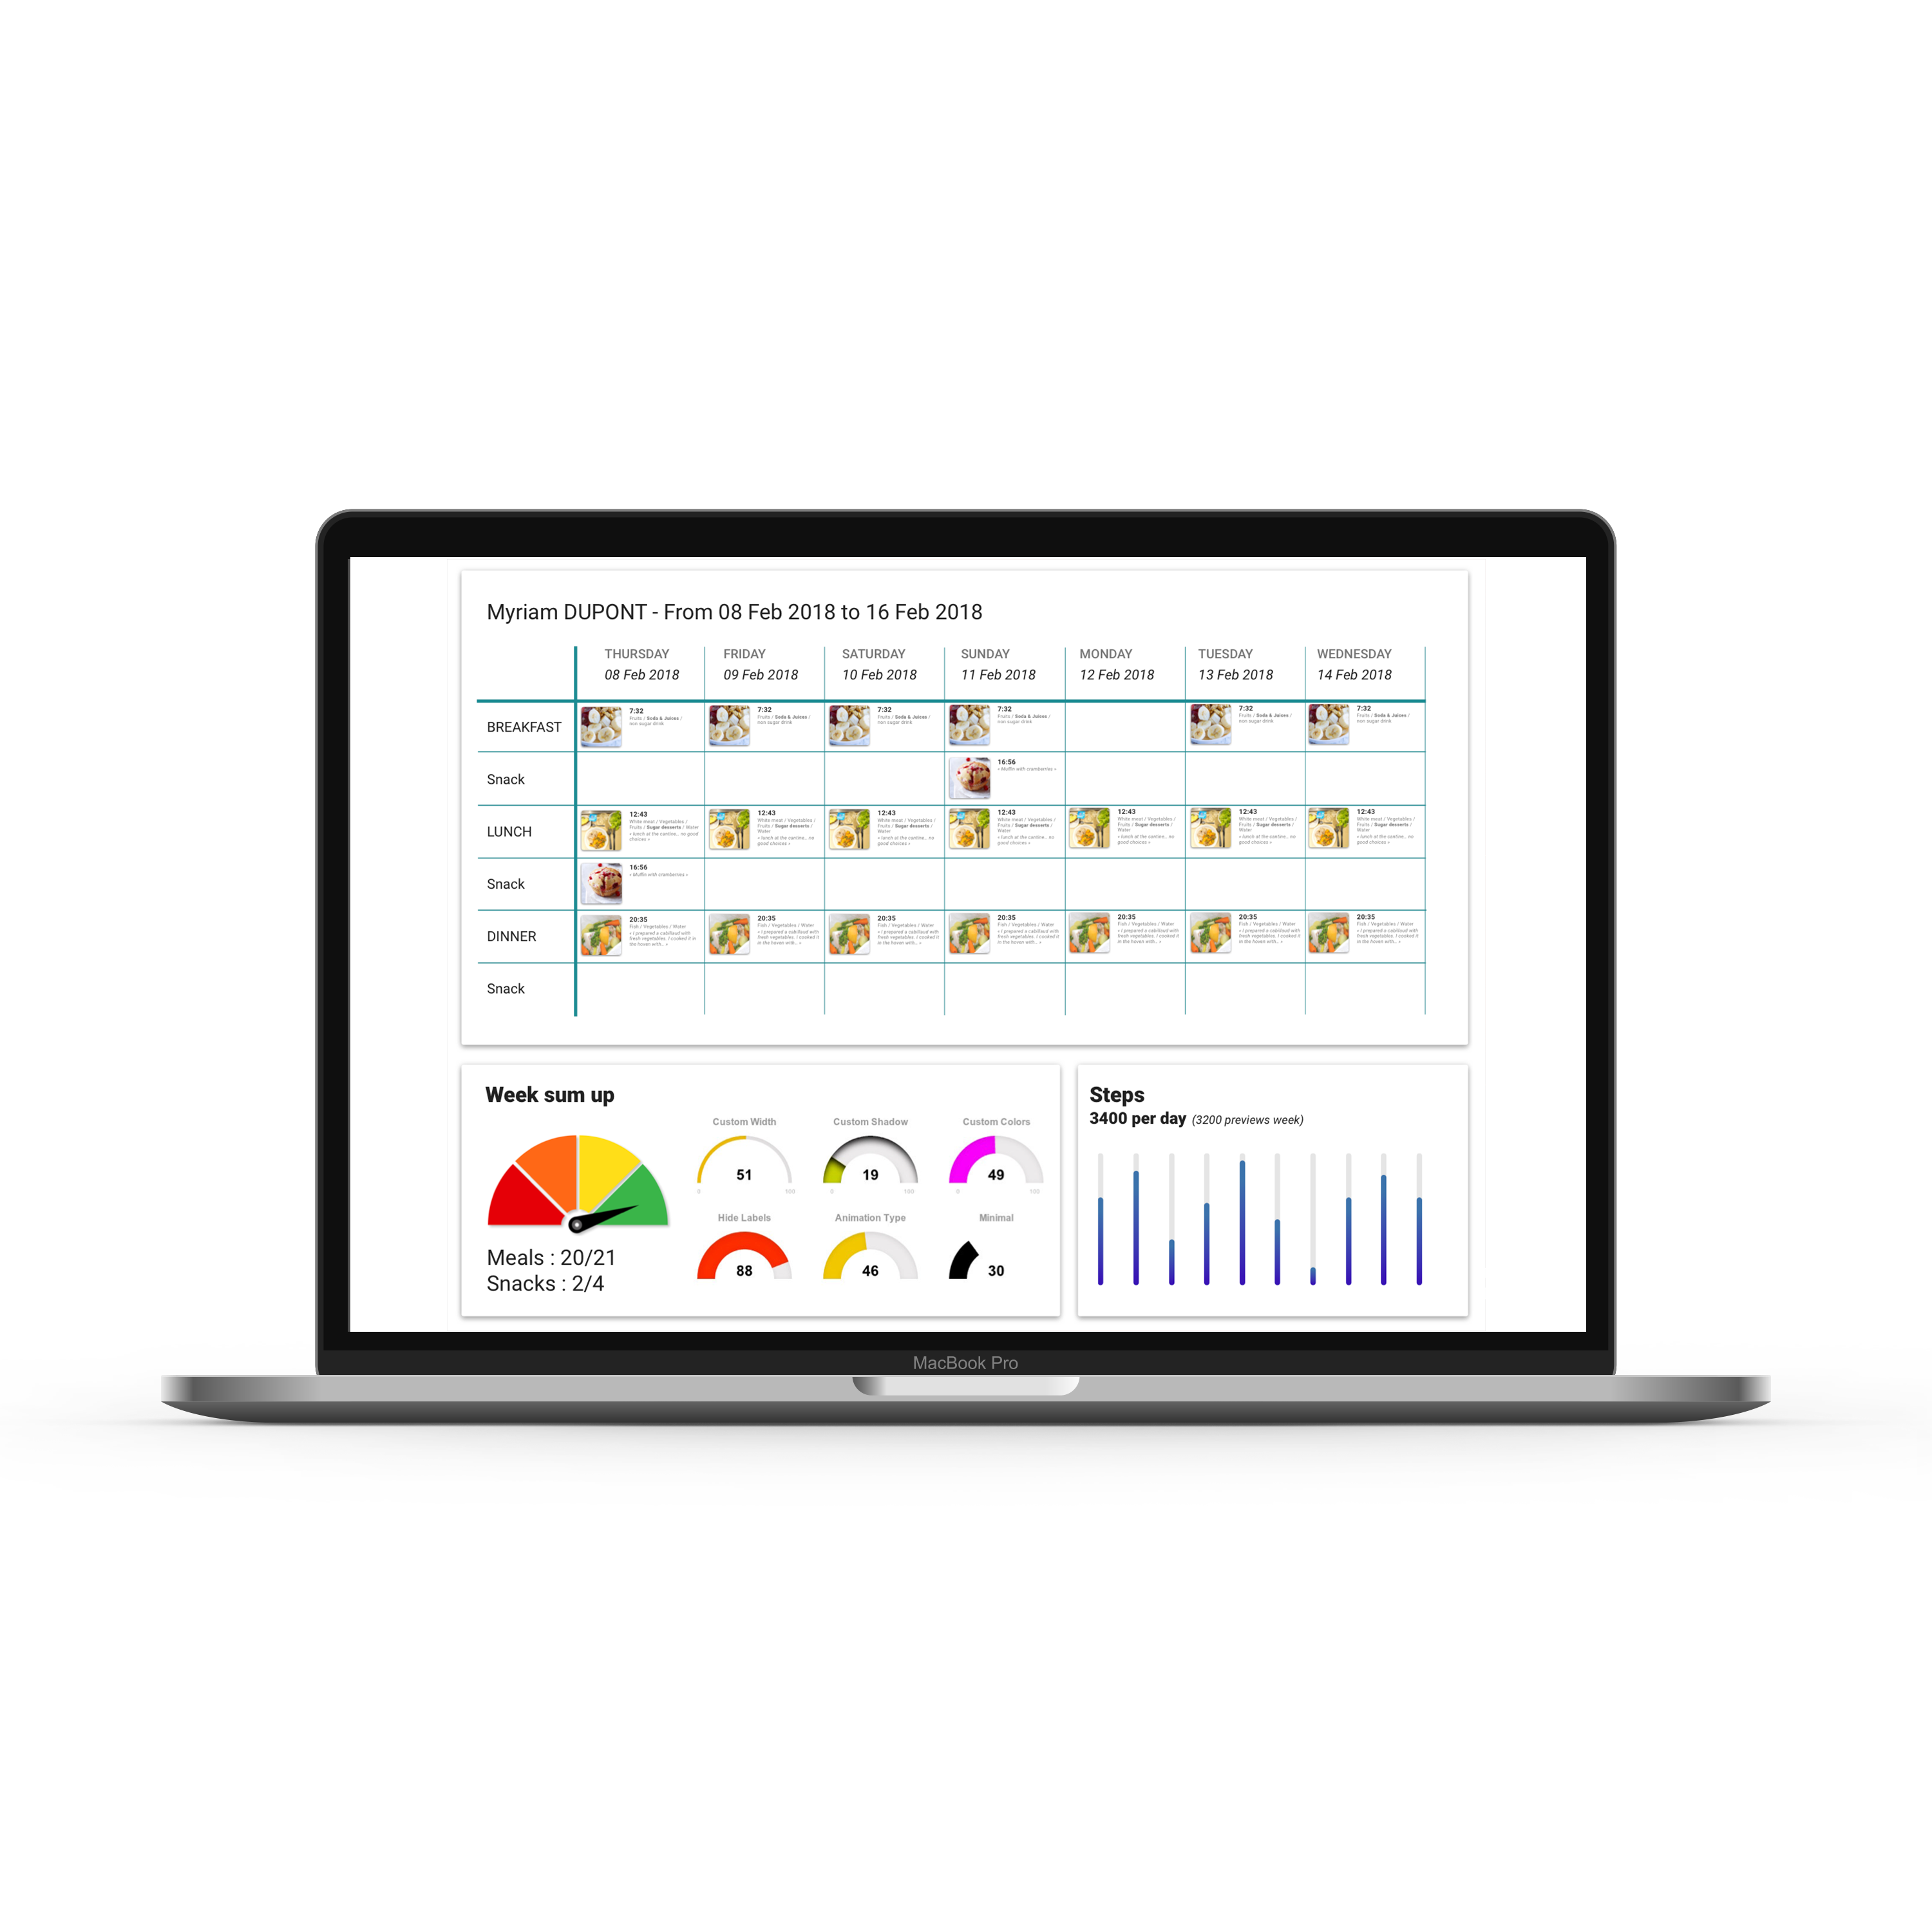 Myriam DUPONT - From 08 Feb 2018 to 16 Feb 2018
THURSDAY FRIDAY SATURDAY SUNDAY MONDAY TUESDAY WEDNESDAY
08 Feb 2018 09 Feb 2018 10 Feb 2018 11 Feb 2018 12 Feb 2018 13 Feb 2018 14 Feb 2018
BREAKFAST
7:32
Fruits / Soda & Juices /
non sugar drink
7:32
Fruits / Soda & Juices /
non sugar drink
7:32
Fruits / Soda & Juices /
non sugar drink
7:32
Fruits / Soda & Juices /
non sugar drink
7:32
Fruits / Soda & Juices /
non sugar drink
7:32
Fruits / Soda & Juices /
non sugar drink
Snack
16:56
« Muffin with cranberries »
LUNCH
12:43
White meat / Vegetables /
Fruits / Sugar desserts / Water
« lunch at the cantine... no good
choices »
12:43
White meat / Vegetables /
Fruits / Sugar desserts /
Water
« lunch at the cantine... no
good choices »
12:43
White meat / Vegetables /
Fruits / Sugar desserts /
Water
« lunch at the cantine... no
good choices »
12:43
White meat / Vegetables /
Fruits / Sugar desserts /
Water
« lunch at the cantine... no
good choices »
12:43
White meat / Vegetables /
Fruits / Sugar desserts /
Water
« lunch at the cantine... no
good choices »
12:43
White meat / Vegetables /
Fruits / Sugar desserts /
Water
« lunch at the cantine... no
good choices »
12:43
White meat / Vegetables /
Fruits / Sugar desserts /
Water
« lunch at the cantine... no
good choices »
Snack
16:56
« Muffin with cranberries »
DINNER
20:35
Fish / Vegetables / Water
« I prepared a cabillaud with
fresh vegetables. I cooked it in
the hoven with... »
20:35
Fish / Vegetables / Water
« I prepared a cabillaud with
fresh vegetables. I cooked it
in the hoven with... »
20:35
Fish / Vegetables / Water
« I prepared a cabillaud with
fresh vegetables. I cooked it
in the hoven with... »
20:35
Fish / Vegetables / Water
« I prepared a cabillaud with
fresh vegetables. I cooked it
in the hoven with... »
20:35
Fish / Vegetables / Water
« I prepared a cabillaud with
fresh vegetables. I cooked it
in the hoven with... »
20:35
Fish / Vegetables / Water
« I prepared a cabillaud with
fresh vegetables. I cooked it
in the hoven with... »
20:35
Fish / Vegetables / Water
« I prepared a cabillaud with
fresh vegetables. I cooked it
in the hoven with... »
Snack
Week sum up
Meals : 20/21
Snacks : 2/4
Custom Width Custom Shadow Custom Colors
51 19 49
0 100 0 100 0 100
Hide Labels Animation Type Minimal
88 46 30
Steps
3400 per day (3200 previews week)
MacBook Pro